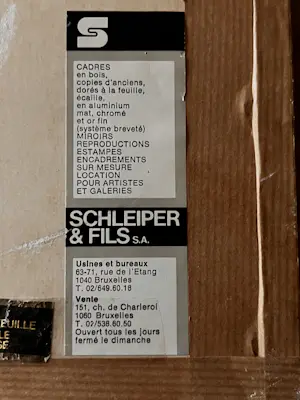 S
CADRES
en bois,
copies d'anciens,
dorés à la feuille,
écaille,
en aluminium
mat, chromé
et or fin
(système breveté)
MIROIRS
REPRODUCTIONS
ESTAMPES
ENCADREMENTS
SUR MESURE
LOCATION
POUR ARTISTES
ET GALERIES
SCHLEIPER
& FILS S.A.
Usines et bureaux
63-71, rue de l'Etang
1040 Bruxelles
T. 02/649.60.18
Vente
151, ch. de Charleroi
1060 Bruxelles
T. 02/538.60.50
Ouvert tous les jours
fermé le dimanche
EUILLE
LE